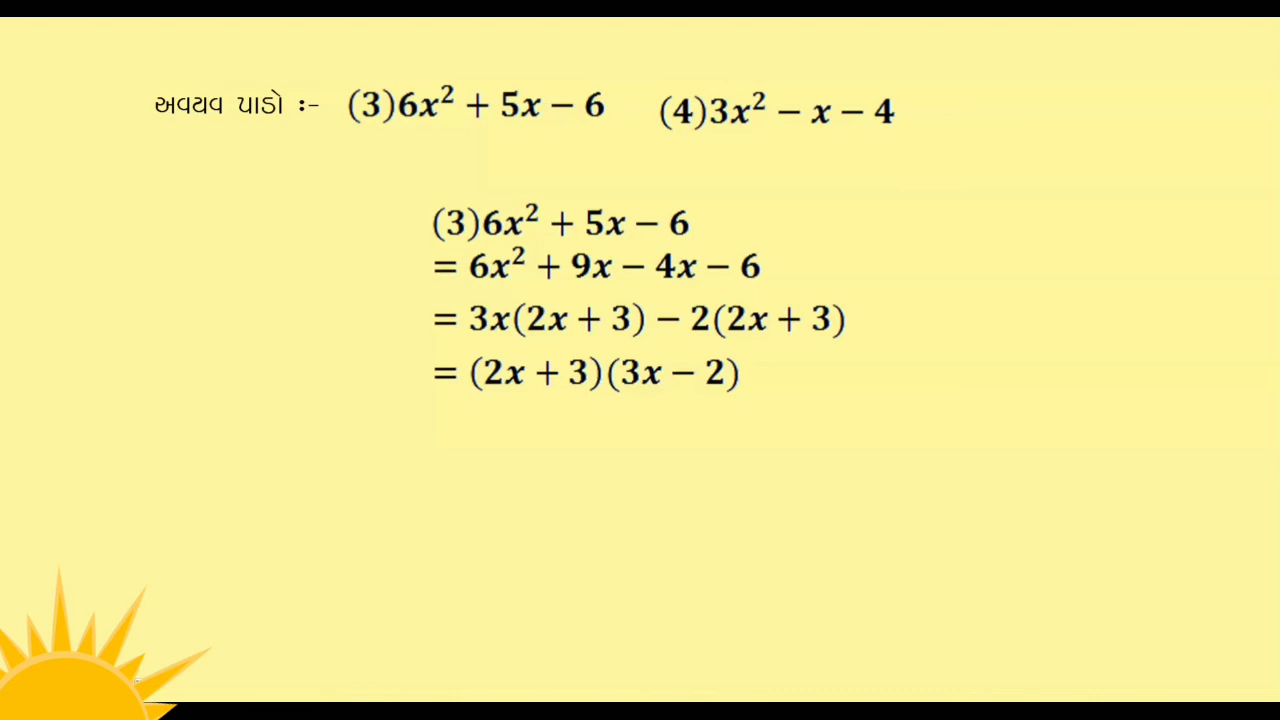 અવયવ પાડો :- (3)6x² + 5x − 6 (4)3x² − x − 4
(3)6x² + 5x − 6
= 6x² + 9x − 4x − 6
= 3x(2x + 3) − 2(2x + 3)
= (2x + 3)(3x − 2)